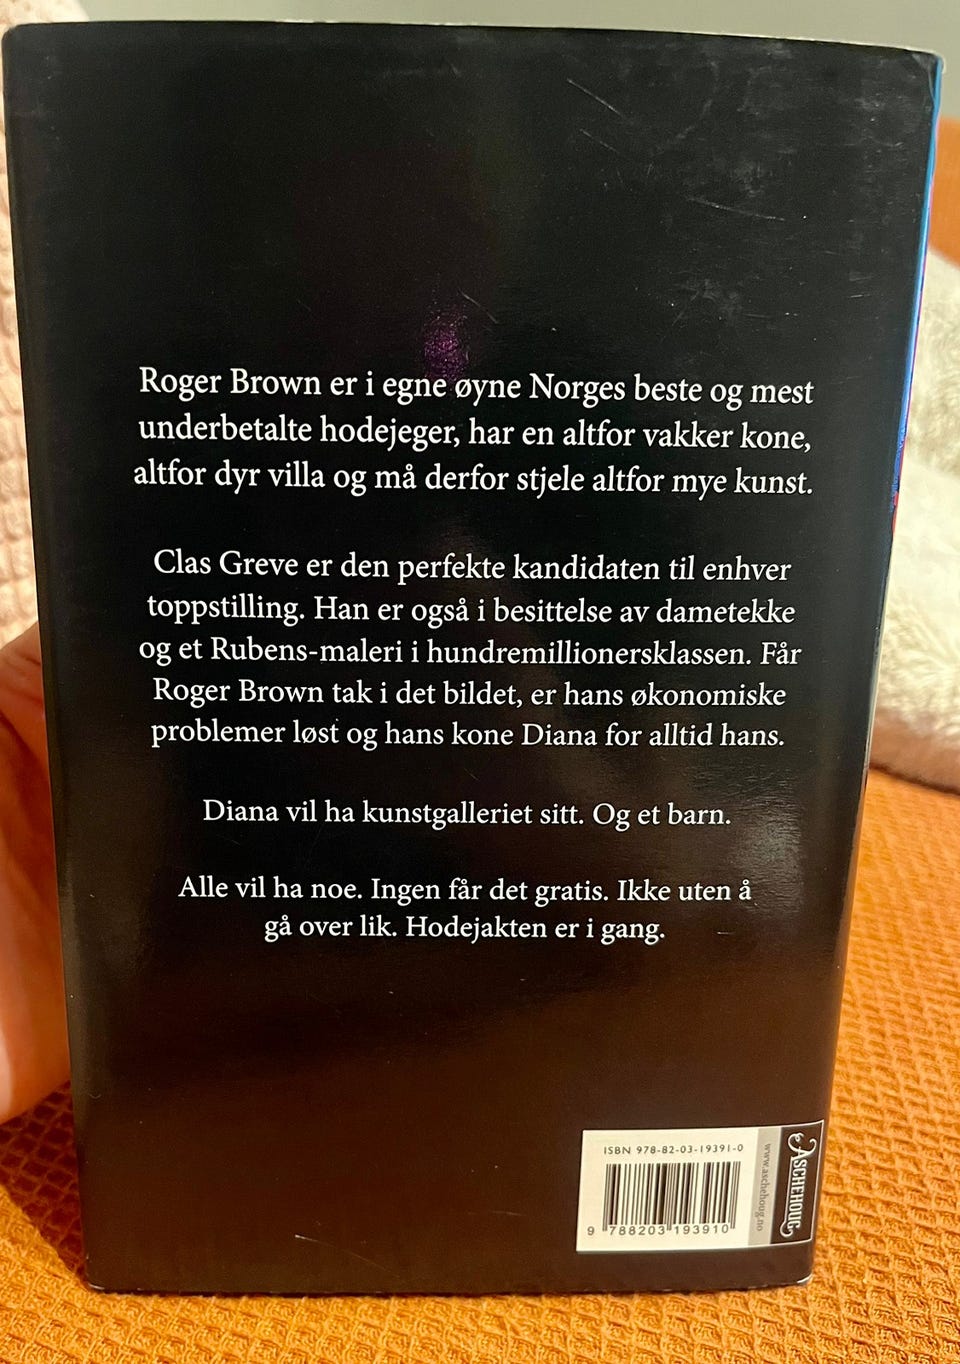 Roger Brown er i egne øyne Norges beste og mest
underbetalte hodejeger, har en altfor vakker kone,
altfor dyr villa og må derfor stjele altfor mye kunst.
Clas Greve er den perfekte kandidaten til enhver
toppstilling. Han er også i besittelse av dametekke
og et Rubens-maleri i hundremillionersklassen. Får
Roger Brown tak i det bildet, er hans økonomiske
problemer løst og hans kone Diana for alltid hans.
Diana vil ha kunstgalleriet sitt. Og et barn.
Alle vil ha noe. Ingen får det gratis. Ikke uten å
gå over lik. Hodejakten er i gang.
ISBN 978-82-03-19391-0
9 788203 193910
www.aschehoug.no
ASCHEHOUG